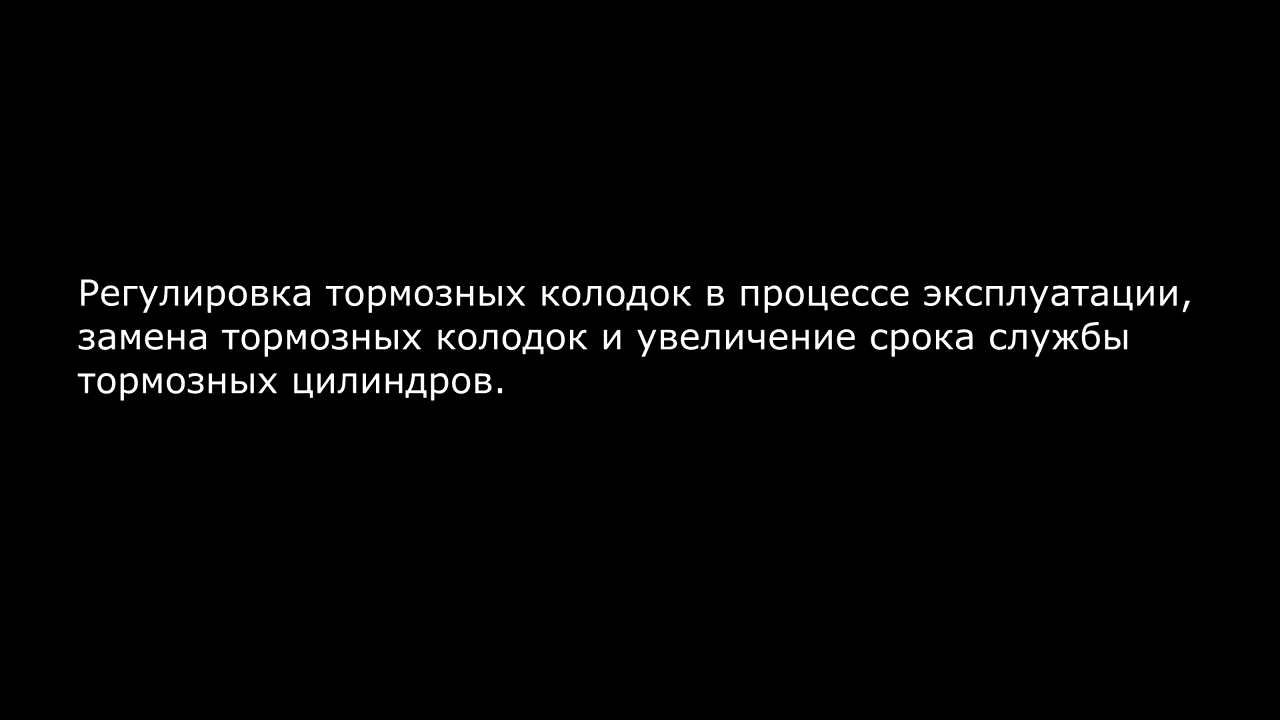 Регулировка тормозных колодок в процессе эксплуатации,
замена тормозных колодок и увеличение срока службы
тормозных цилиндров.